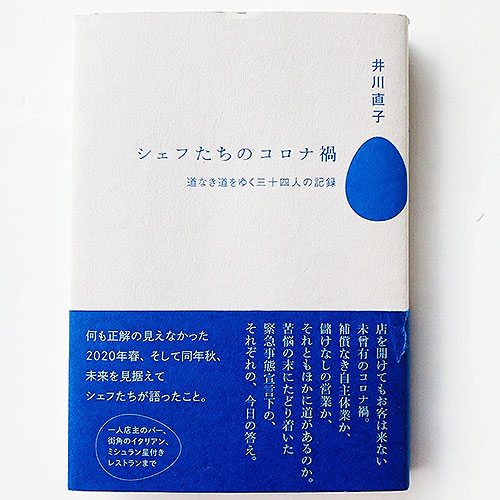 井川直子
シェフたちのコロナ禍
道なき道をゆく三十四人の記録
店を開けてもお客は来ない
未曾有のコロナ禍。
補償なき自主休業か、
儲けなしの営業か、
それともほかに道があるのか。
苦悩の末にたどり着いた
緊急事態宣言下の、
それぞれの、今日の答え。
何も正解の見えなかった
2020年春、そして同年秋、
未来を見据えて
シェフたちが語ったこと。
一人店主のバー、
街角のイタリアン、
ミシュラン星付き
レストランまで